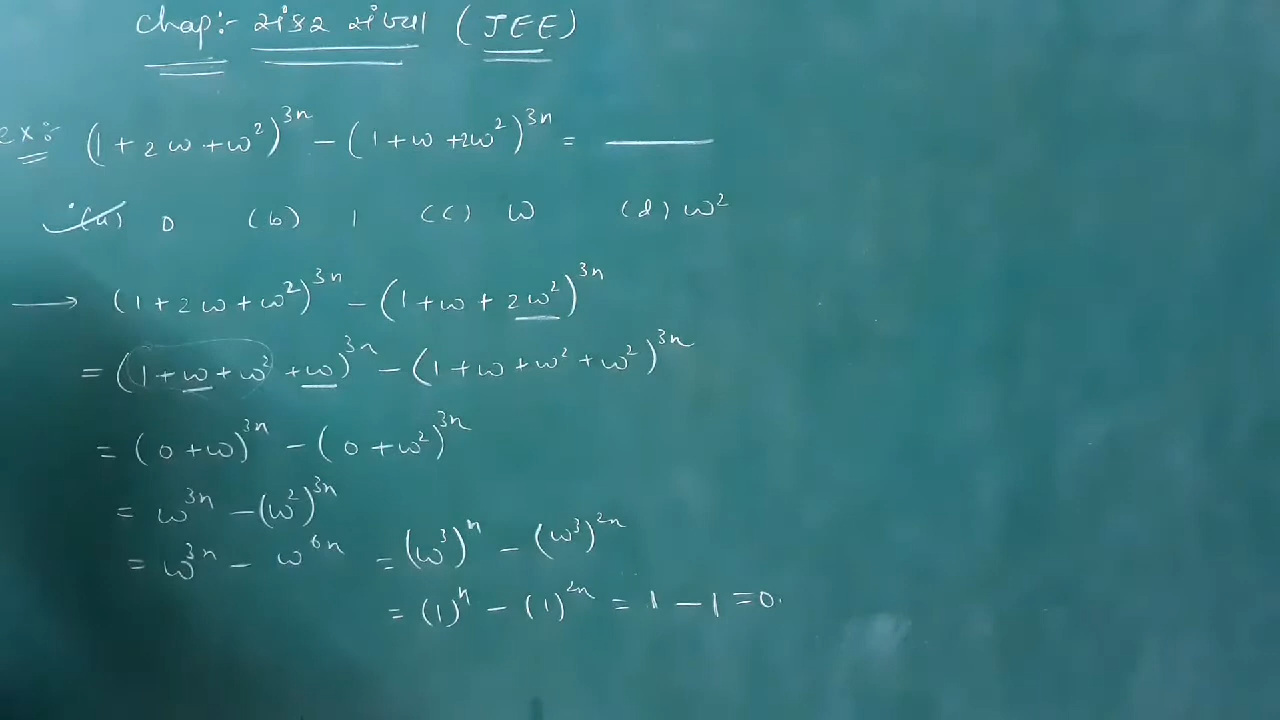 Chap:- સંકર સંખ્યા (JEE)
ex:- (1 + 2ω + ω²)³ⁿ - (1 + ω + 2ω²)³ⁿ = ______
(a) 0 (b) 1 (c) ω (d) ω²
→ (1 + 2ω + ω²)³ⁿ - (1 + ω + 2ω²)³ⁿ
= (1 + ω + ω² + ω)³ⁿ - (1 + ω + ω² + ω²)³ⁿ
= (0 + ω)³ⁿ - (0 + ω²)³ⁿ
= ω³ⁿ - (ω²)³ⁿ
= ω³ⁿ - ω⁶ⁿ = (ω³)ⁿ - (ω³)²ⁿ
= (1)ⁿ - (1)²ⁿ = 1 - 1 = 0.